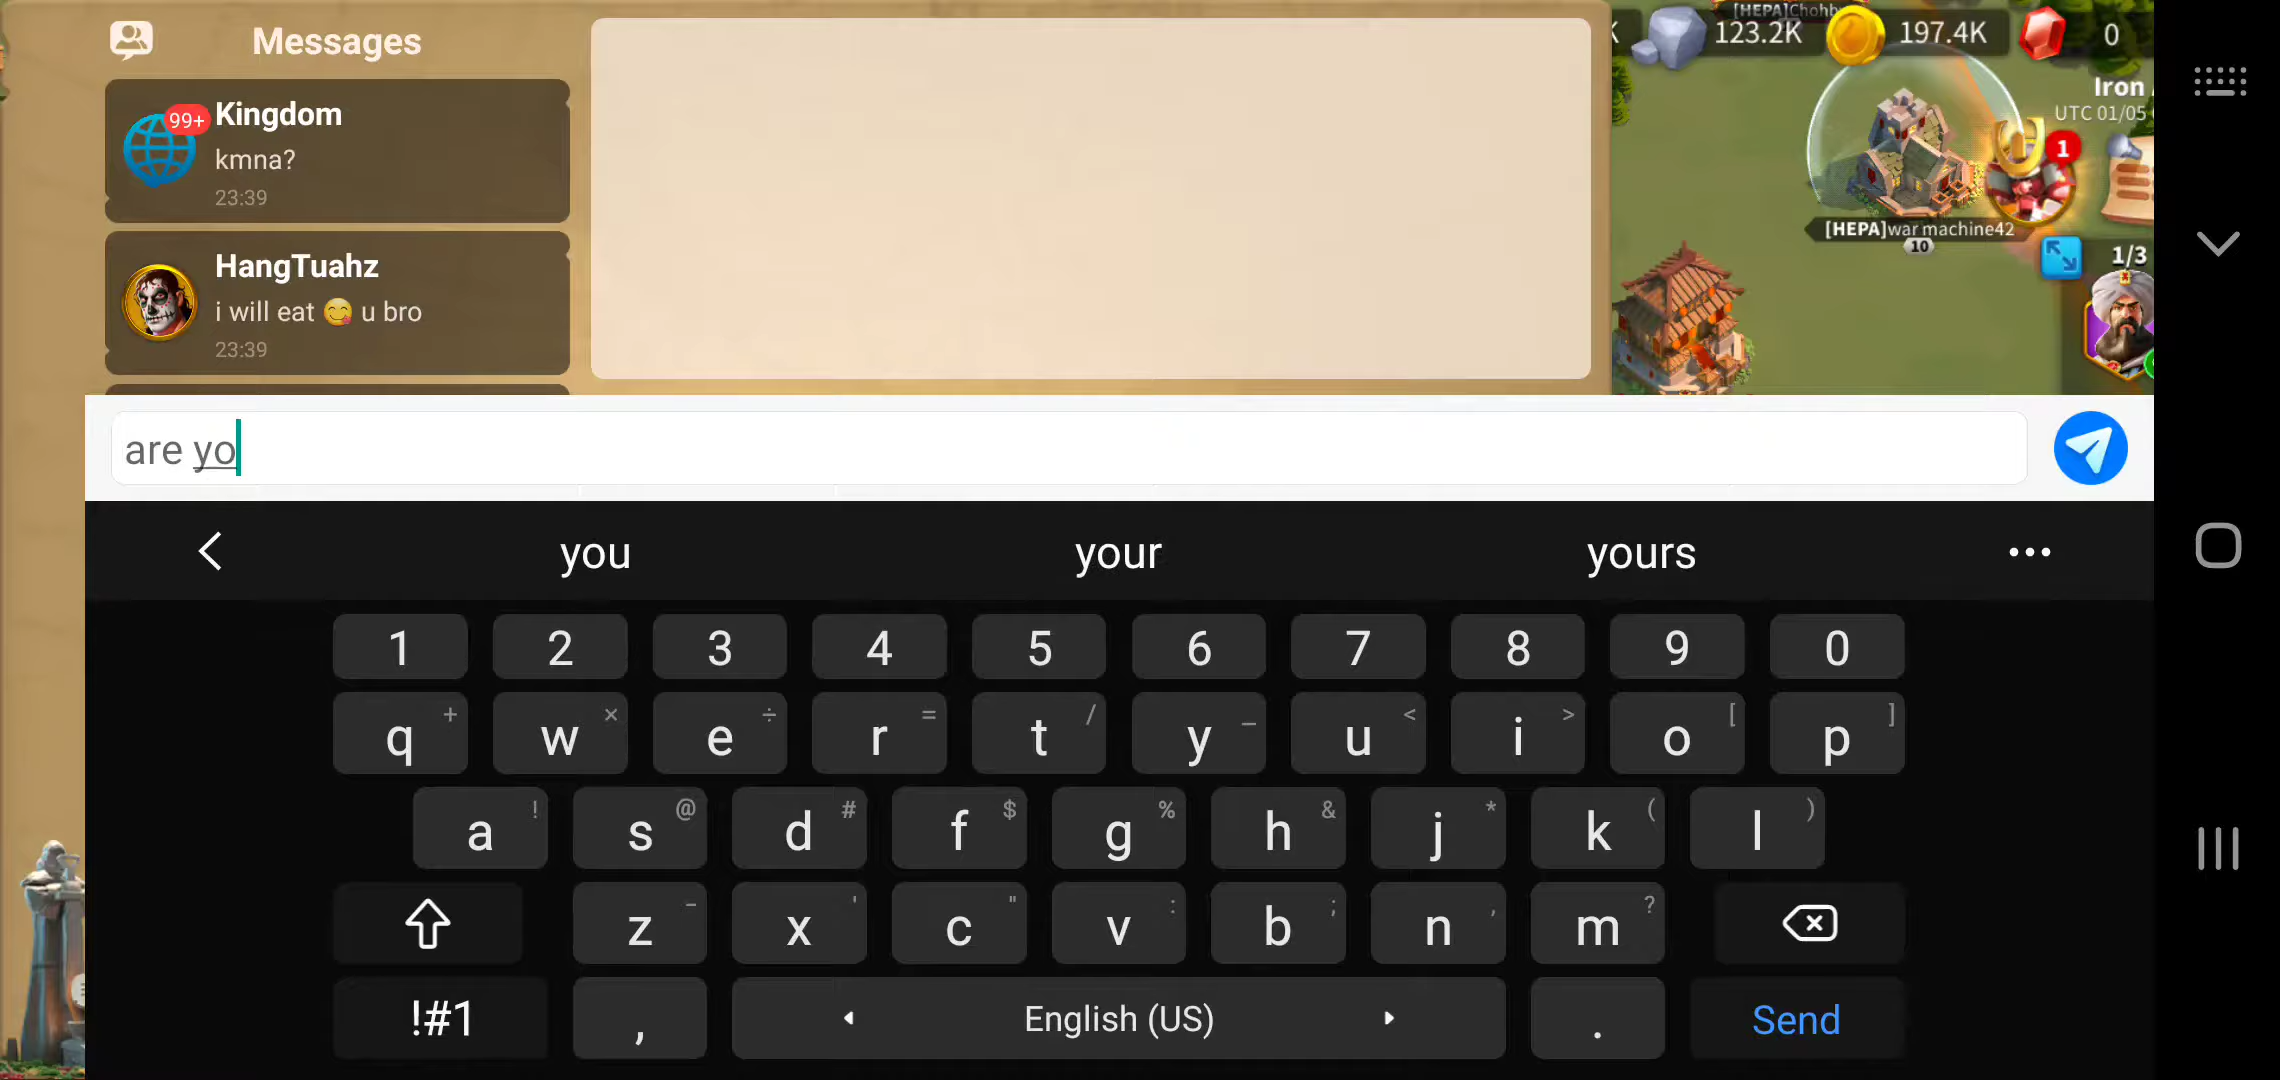 Messages
Kingdom
99+
kmna?
23:39
HangTuahz
i will eat 😋 u bro
23:39
123.2K
197.4K
0
Iron
UTC 01/05
1
[HEPA]war machine42
10
1/3
are yo
you your yours
1 2 3 4 5 6 7 8 9 0
q + w × e ÷ r = t / y _ u < i > o [ p ]
a ! s @ d # f $ g % h & j * k ( l )
z - x ' c " v : b ; n , m ?
!#1 , English (US) . Send